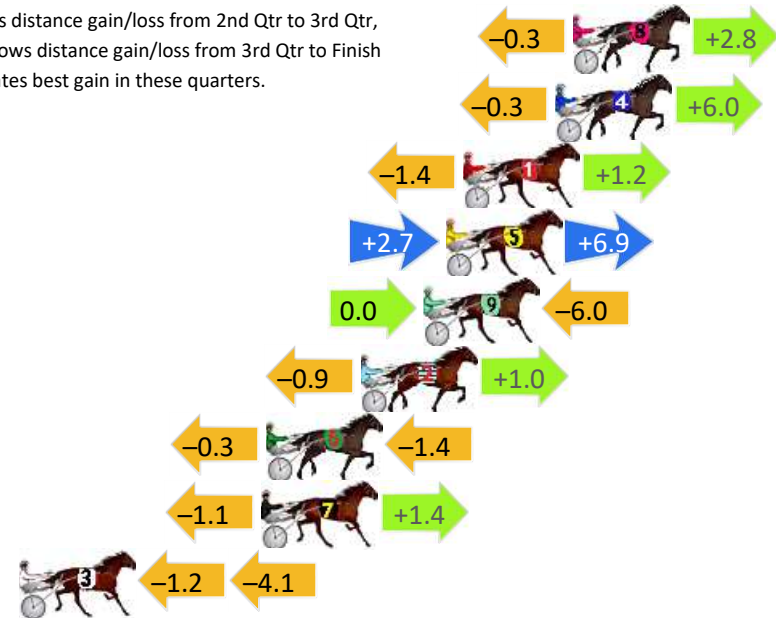 s distance gain/loss from 2nd Qtr to 3rd Qtr,
ows distance gain/loss from 3rd Qtr to Finish
ates best gain in these quarters.
–0.3 8 +2.8
–0.3 4 +6.0
–1.4 1 +1.2
+2.7 5 +6.9
0.0 9 –6.0
–0.9 +1.0
–0.3 6 –1.4
–1.1 7 +1.4
3 –1.2 –4.1